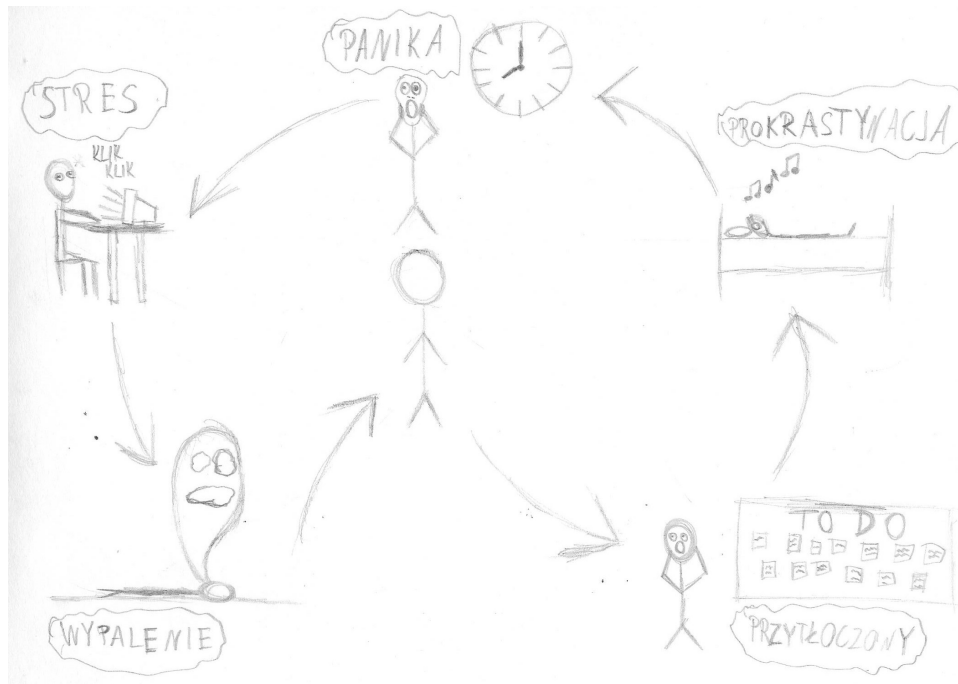 PANIKA
STRES
KLIK
KLIK
PROKRASTYNACJA
TO DO
WYPALENIE
PRZYTŁOCZONY